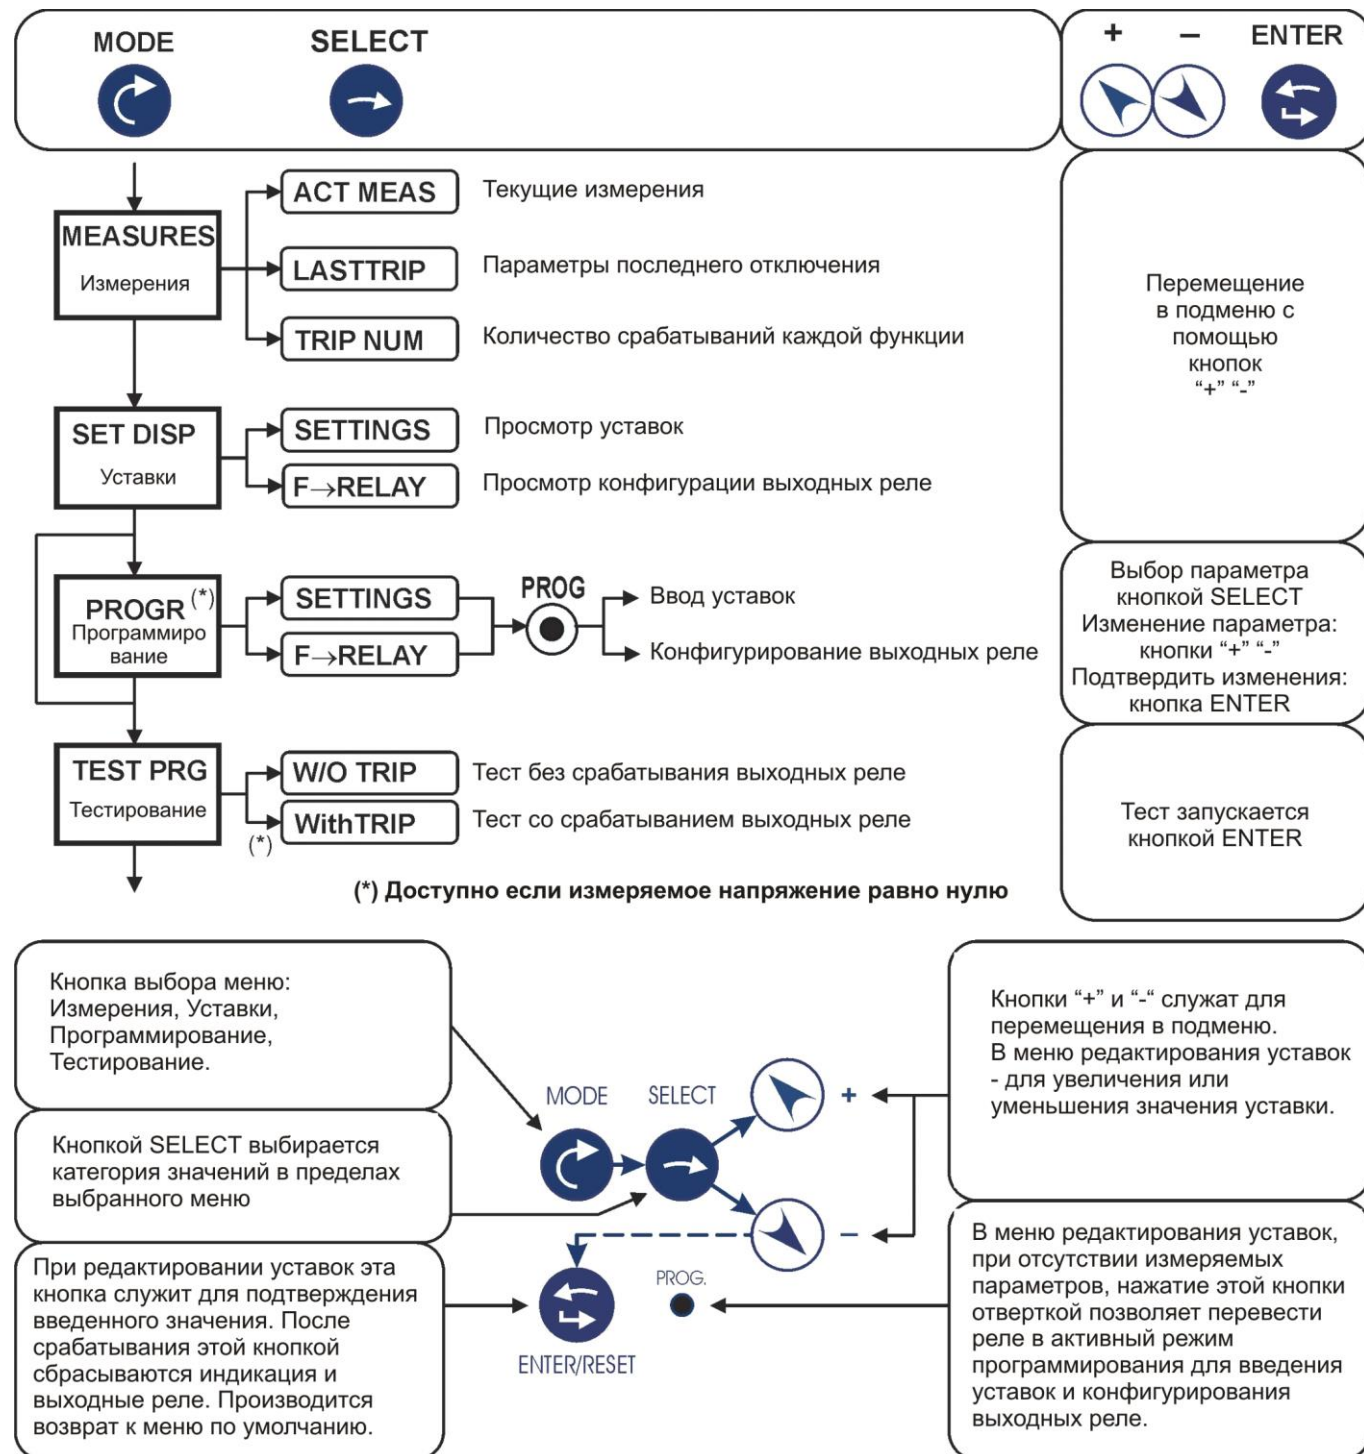 MODE
SELECT
+ – ENTER
ACT MEAS Текущие измерения
MEASURES
Измерения
LASTTRIP Параметры последнего отключения
TRIP NUM Количество срабатываний каждой функции
Перемещение
в подменю с
помощью
кнопок
“+” “-”
SET DISP
Уставки
SETTINGS Просмотр уставок
F→RELAY Просмотр конфигурации выходных реле
PROGR (*)
Программиро
вание
SETTINGS
F→RELAY
PROG
Ввод уставок
Конфигурирование выходных реле
Выбор параметра
кнопкой SELECT
Изменение параметра:
кнопки “+” “-”
Подтвердить изменения:
кнопка ENTER
TEST PRG
Тестирование
W/O TRIP Тест без срабатывания выходных реле
WithTRIP Тест со срабатыванием выходных реле
(*)
Тест запускается
кнопкой ENTER
(*) Доступно если измеряемое напряжение равно нулю
Кнопка выбора меню:
Измерения, Уставки,
Программирование,
Тестирование.
Кнопкой SELECT выбирается
категория значений в пределах
выбранного меню
При редактировании уставок эта
кнопка служит для подтверждения
введенного значения. После
срабатывания этой кнопкой
сбрасываются индикация и
выходные реле. Производится
возврат к меню по умолчанию.
MODE
SELECT
+
–
PROG.
ENTER/RESET
Кнопки “+” и “-“ служат для
перемещения в подменю.
В меню редактирования уставок
- для увеличения или
уменьшения значения уставки.
В меню редактирования уставок,
при отсутствии измеряемых
параметров, нажатие этой кнопки
отверткой позволяет перевести
реле в активный режим
программирования для введения
уставок и конфигурирования
выходных реле.